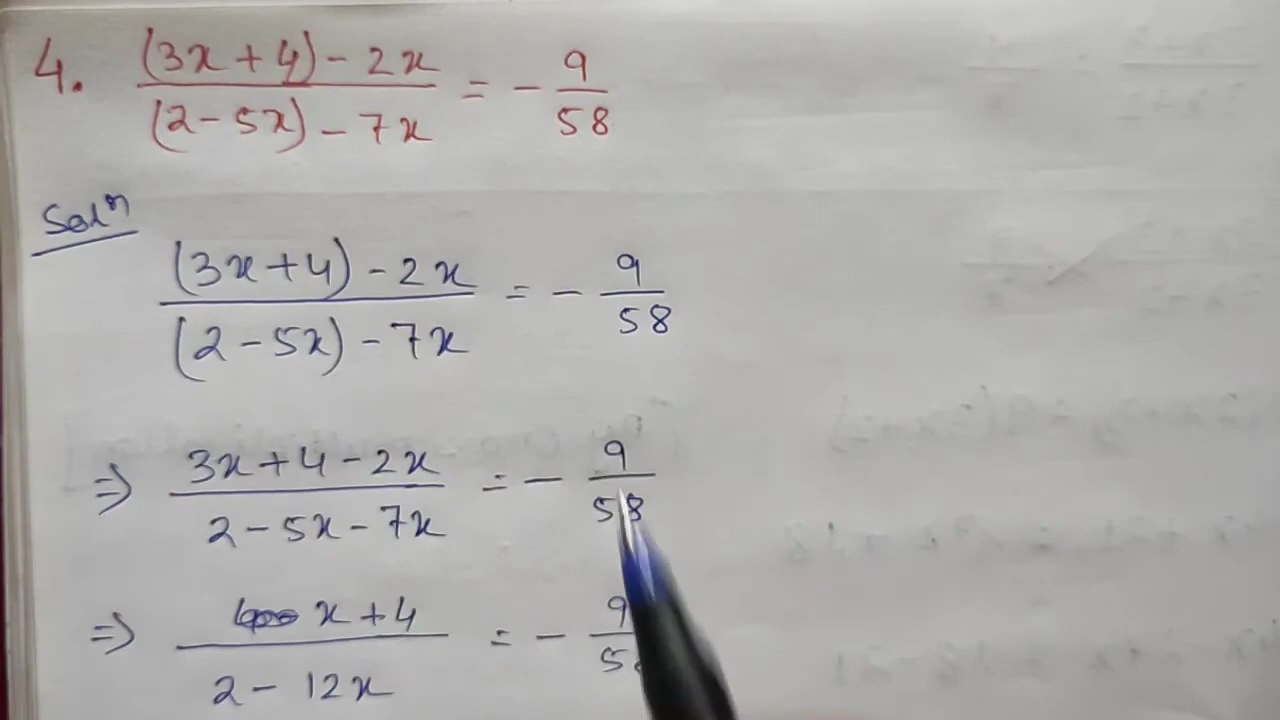 4. (3x+4)-2x / (2-5x)-7x = - 9/58
Solⁿ
(3x+4)-2x / (2-5x)-7x = - 9/58
⇒ 3x+4-2x / 2-5x-7x = - 9/58
⇒ x+4 / 2-12x = - 9/5